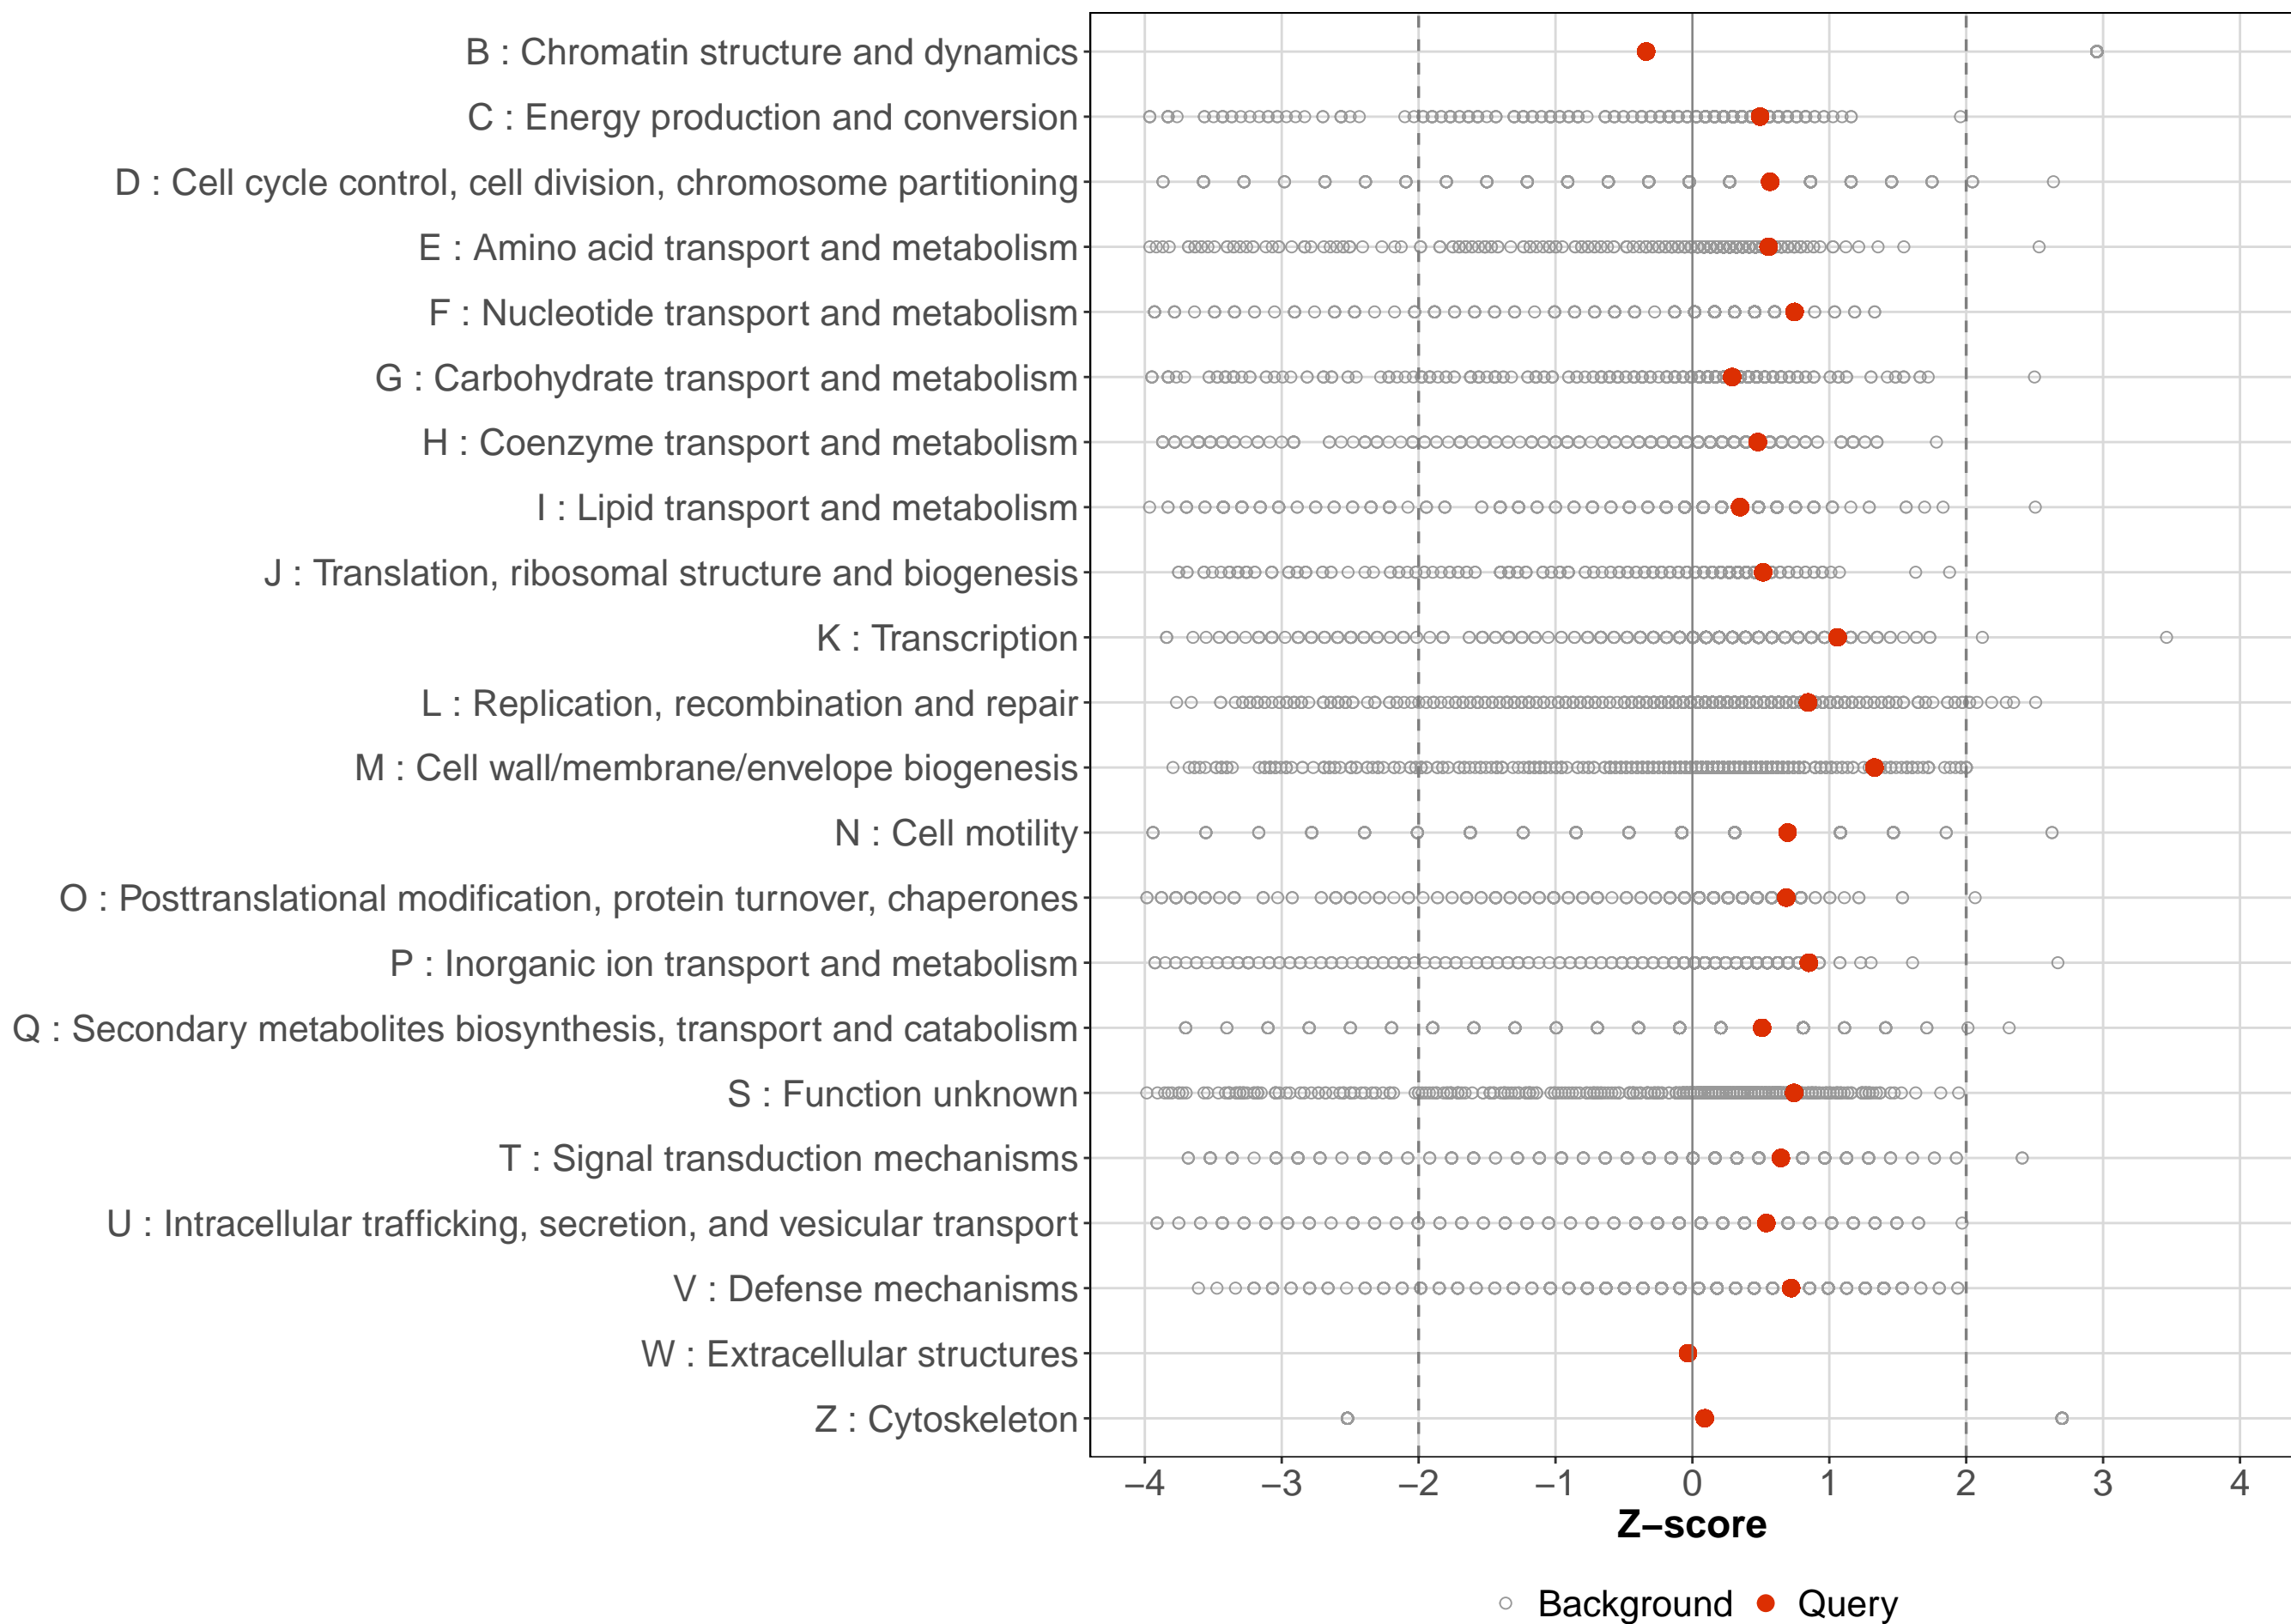 B : Chromatin structure and dynamics
C : Energy production and conversion
D : Cell cycle control, cell division, chromosome partitioning
E : Amino acid transport and metabolism
F : Nucleotide transport and metabolism
G : Carbohydrate transport and metabolism
H : Coenzyme transport and metabolism
I : Lipid transport and metabolism
J : Translation, ribosomal structure and biogenesis
K : Transcription
L : Replication, recombination and repair
M : Cell wall/membrane/envelope biogenesis
N : Cell motility
O : Posttranslational modification, protein turnover, chaperones
P : Inorganic ion transport and metabolism
Q : Secondary metabolites biosynthesis, transport and catabolism
S : Function unknown
T : Signal transduction mechanisms
U : Intracellular trafficking, secretion, and vesicular transport
V : Defense mechanisms
W : Extracellular structures
Z : Cytoskeleton
−4 −3 −2 −1 0 1 2 3 4
Z−score
Background Query